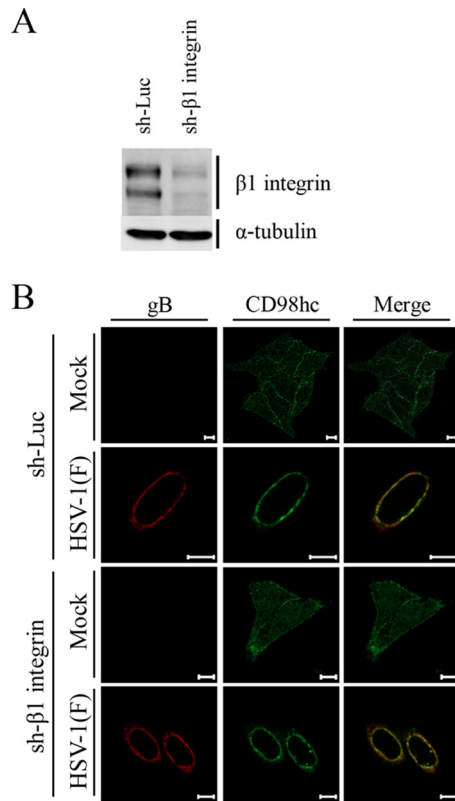 A
sh-Luc
sh-β1 integrin
β1 integrin
α-tubulin
B
gB
CD98hc
Merge
sh-Luc
Mock
HSV-1(F)
sh-β1 integrin
Mock
HSV-1(F)